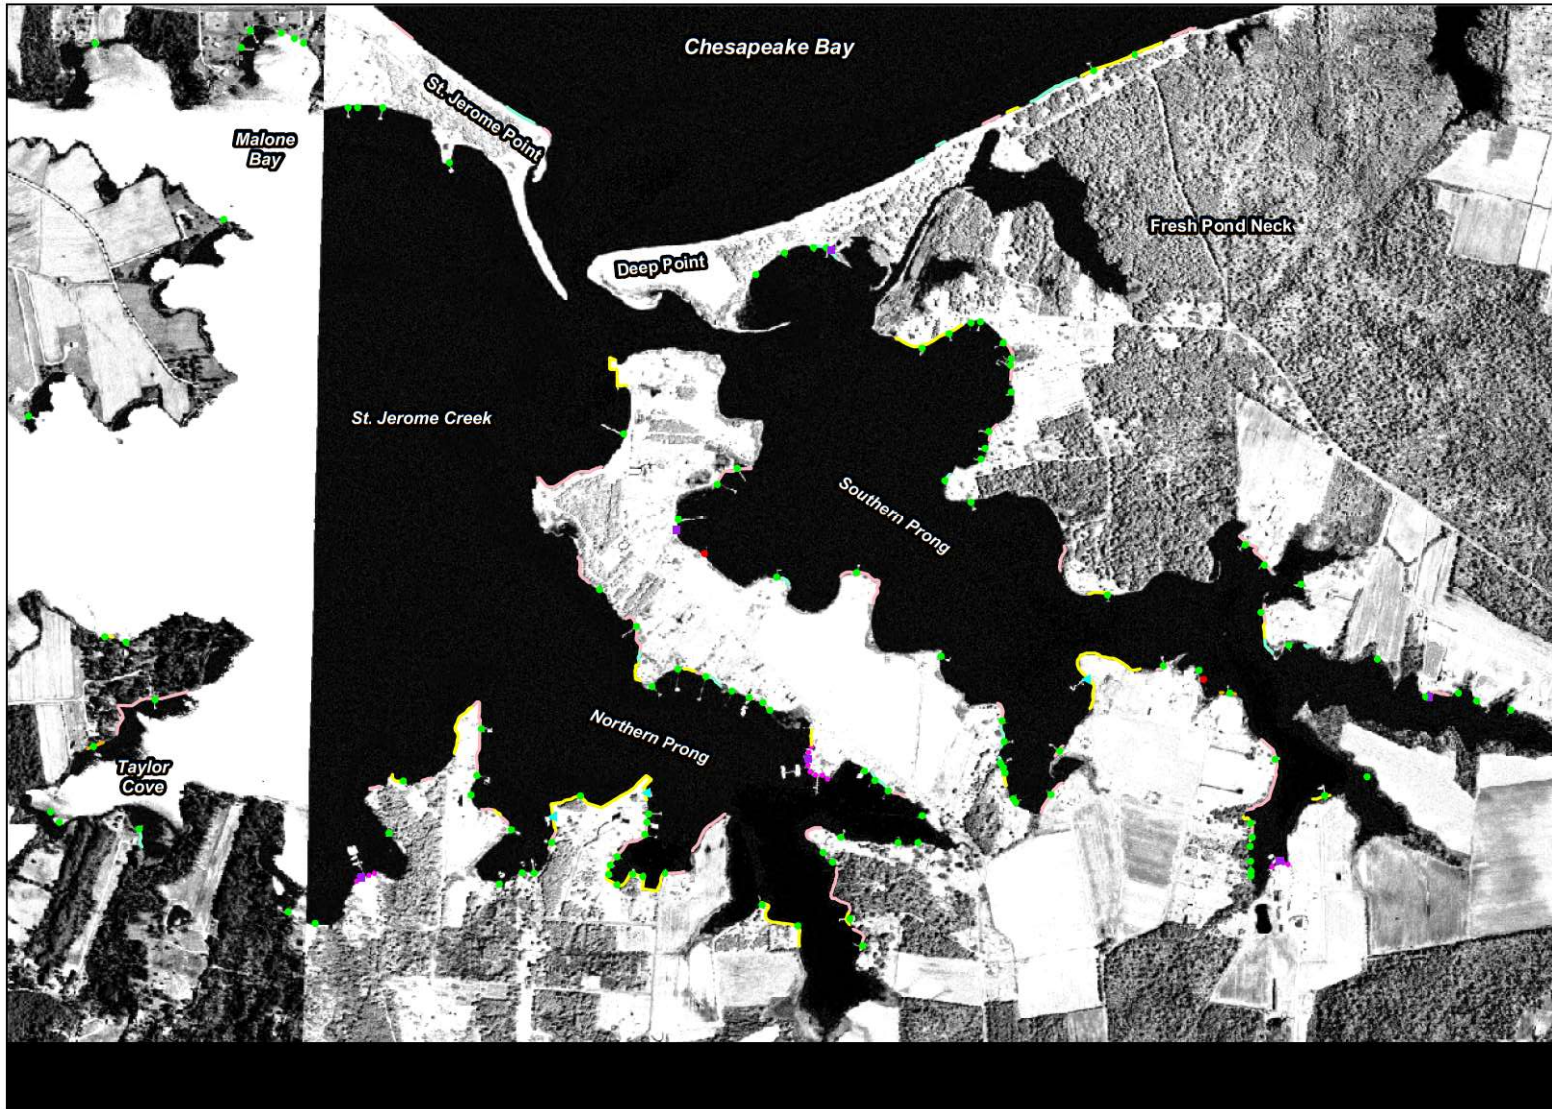 Chesapeake Bay
St. Jerome Point
Malone
Bay
Fresh Pond Neck
Deep Point
St. Jerome Creek
Southern Prong
Northern Prong
Taylor
Cove